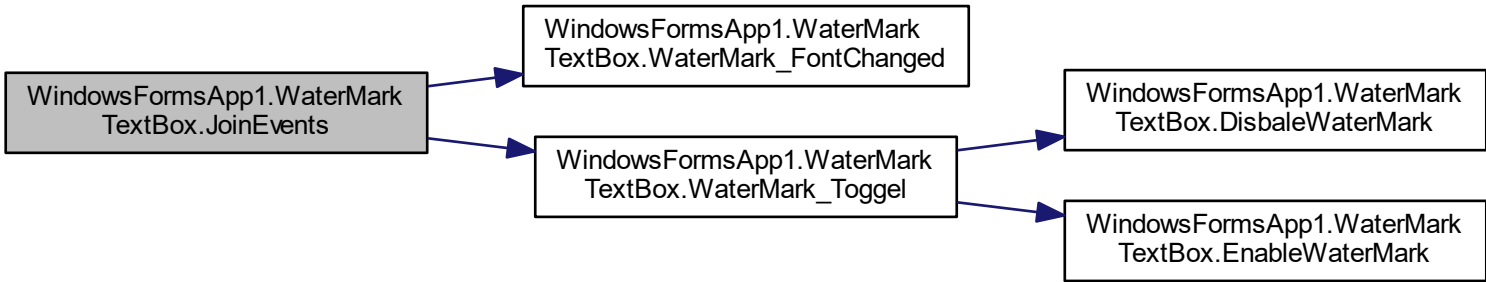 WindowsFormsApp1.WaterMark
TextBox.JoinEvents
WindowsFormsApp1.WaterMark
TextBox.WaterMark_FontChanged
WindowsFormsApp1.WaterMark
TextBox.WaterMark_Toggel
WindowsFormsApp1.WaterMark
TextBox.DisbaleWaterMark
WindowsFormsApp1.WaterMark
TextBox.EnableWaterMark